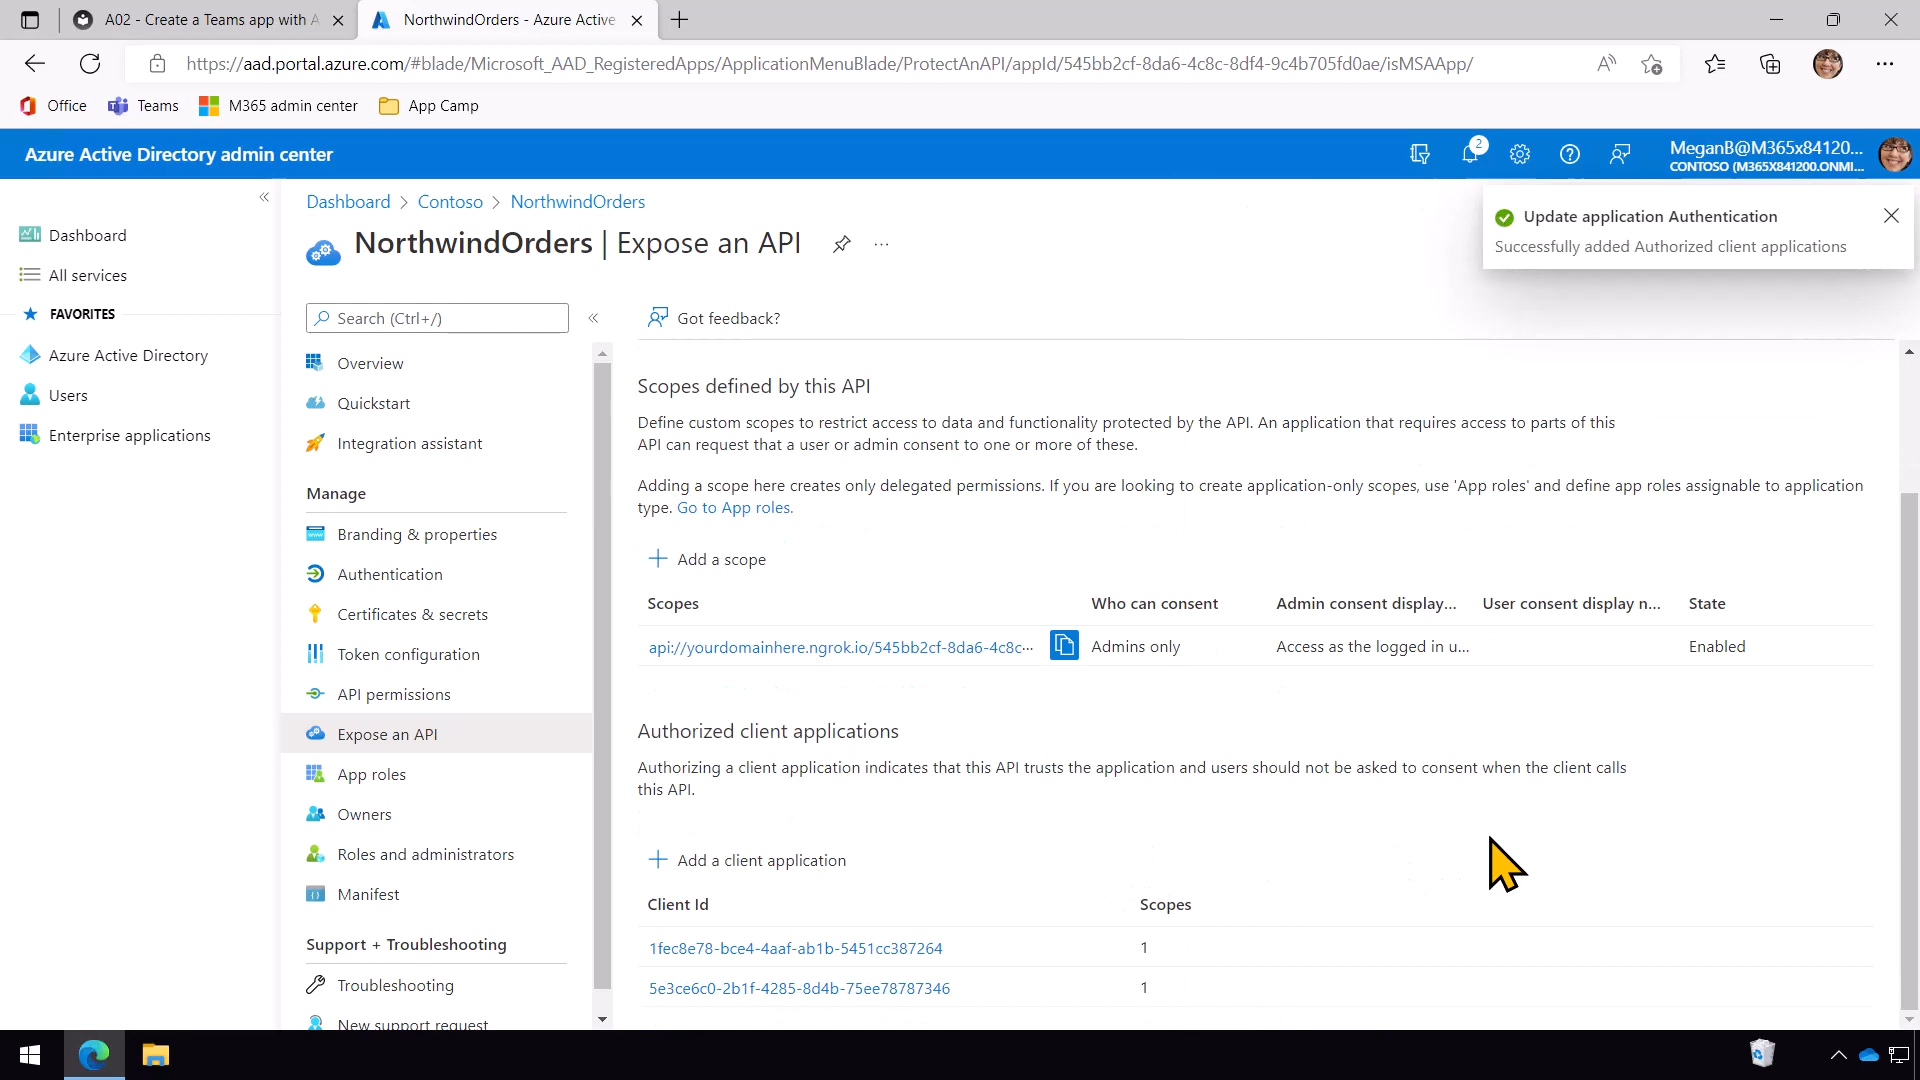 A02 - Create a Teams app with A
NorthwindOrders - Azure Active
https://aad.portal.azure.com/#blade/Microsoft_AAD_RegisteredApps/ApplicationMenuBlade/ProtectAnAPI/appId/545bb2cf-8da6-4c8c-8df4-9c4b705fd0ae/isMSAApp/
Office
Teams
M365 admin center
App Camp
Azure Active Directory admin center
2
MeganB@M365x84120...
CONTOSO (M365X841200.ONMI...
Dashboard
All services
FAVORITES
Azure Active Directory
Users
Enterprise applications
Dashboard > Contoso > NorthwindOrders
NorthwindOrders | Expose an API
Update application Authentication
Successfully added Authorized client applications
Search (Ctrl+/)
Overview
Quickstart
Integration assistant
Manage
Branding & properties
Authentication
Certificates & secrets
Token configuration
API permissions
Expose an API
App roles
Owners
Roles and administrators
Manifest
Support + Troubleshooting
Troubleshooting
New support request
Got feedback?
Scopes defined by this API
Define custom scopes to restrict access to data and functionality protected by the API. An application that requires access to parts of this
API can request that a user or admin consent to one or more of these.
Adding a scope here creates only delegated permissions. If you are looking to create application-only scopes, use 'App roles' and define app roles assignable to application
type. Go to App roles.
Add a scope
Scopes Who can consent Admin consent display... User consent display n... State
api://yourdomainhere.ngrok.io/545bb2cf-8da6-4c8c-... Admins only Access as the logged in u... Enabled
Authorized client applications
Authorizing a client application indicates that this API trusts the application and users should not be asked to consent when the client calls
this API.
Add a client application
Client Id Scopes
1fec8e78-bce4-4aaf-ab1b-5451cc387264 1
5e3ce6c0-2b1f-4285-8d4b-75ee78787346 1